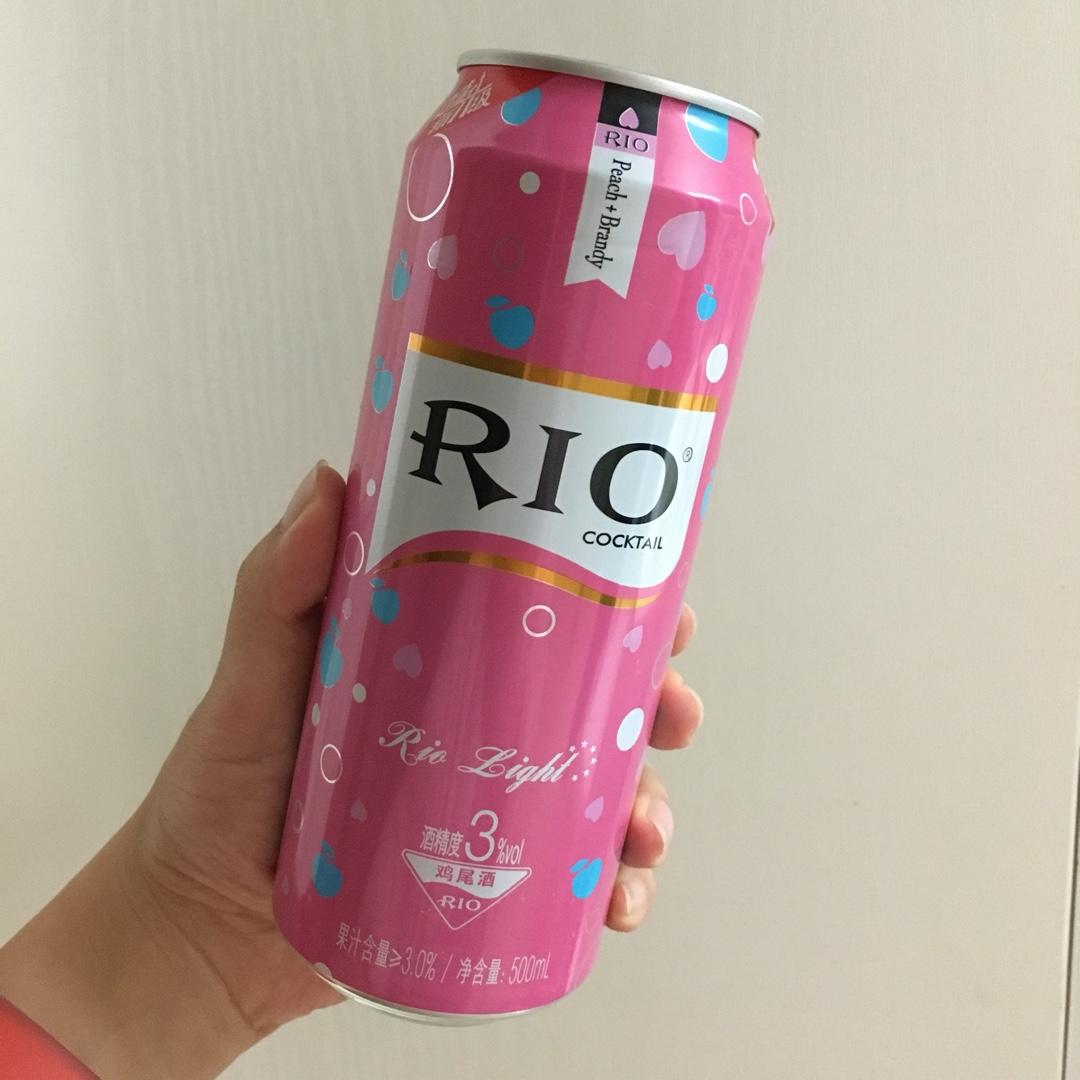 RIO
Peach + Brandy
RIO®
COCKTAIL
Rio Light
酒精度3%vol
鸡尾酒
RIO
果汁含量≥3.0% / 净含量: 500mL